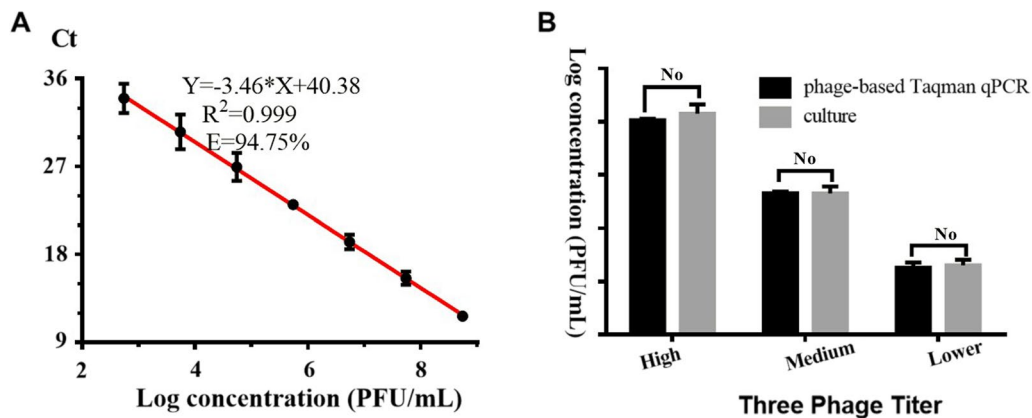 A
Ct
36
27
18
9
Y=-3.46*X+40.38
R²=0.999
E=94.75%
2 4 6 8
Log concentration (PFU/mL)
B
Log concentration (PFU/mL)
No
No
No
phage-based Taqman qPCR
culture
High Medium Lower
Three Phage Titer